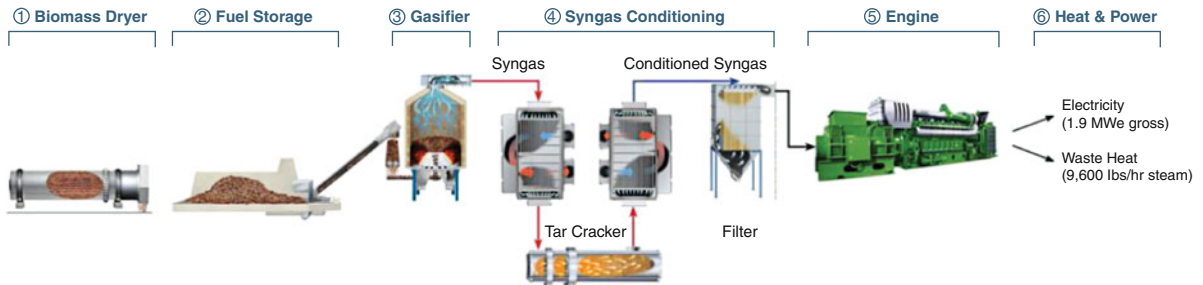 ① Biomass Dryer
② Fuel Storage
③ Gasifier
④ Syngas Conditioning
⑤ Engine
⑥ Heat & Power
Syngas
Conditioned Syngas
Electricity
(1.9 MWe gross)
Waste Heat
(9,600 lbs/hr steam)
Tar Cracker
Filter